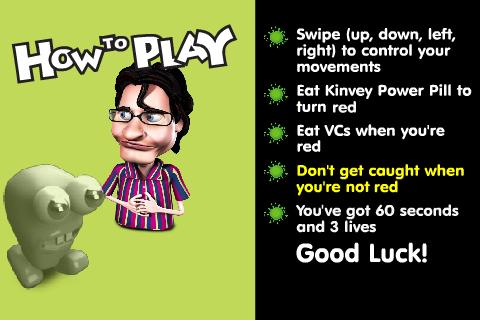 HOW TO PLAY
Swipe (up, down, left,
right) to control your
movements
Eat Kinvey Power Pill to
turn red
Eat VCs when you're
red
Don't get caught when
you're not red
You've got 60 seconds
and 3 lives
Good Luck!